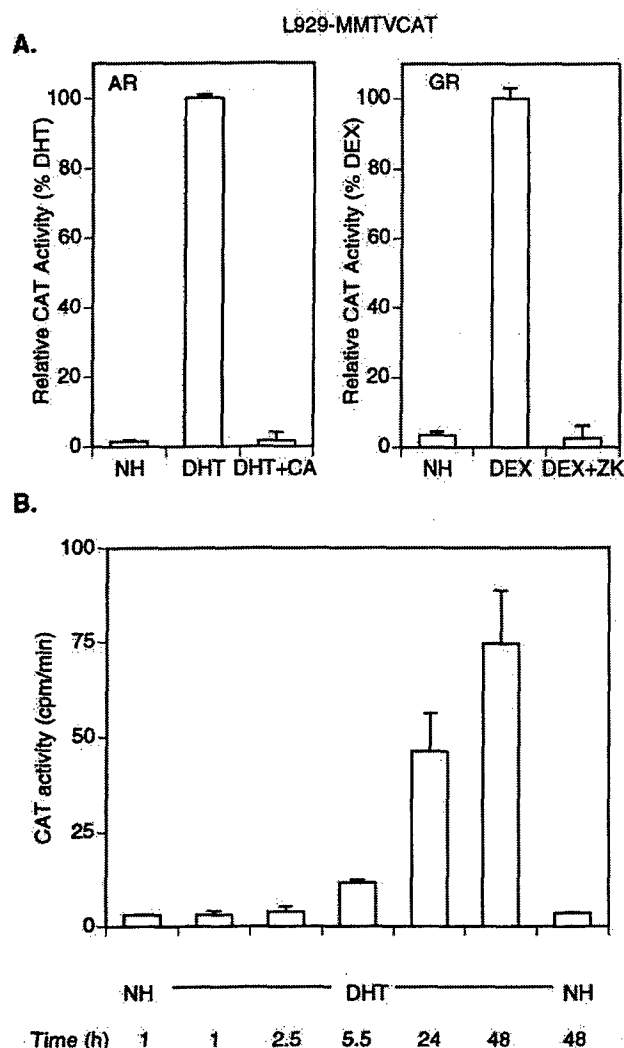 L929-MMTVCAT
A.
AR
Relative CAT Activity (% DHT)
100
80
60
40
20
0
NH DHT DHT+CA
GR
Relative CAT Activity (% DEX)
100
80
60
40
20
0
NH DEX DEX+ZK
B.
CAT activity (cpm/min)
100
75
50
25
0
NH DHT NH
Time (h) 1 1 2.5 5.5 24 48 48